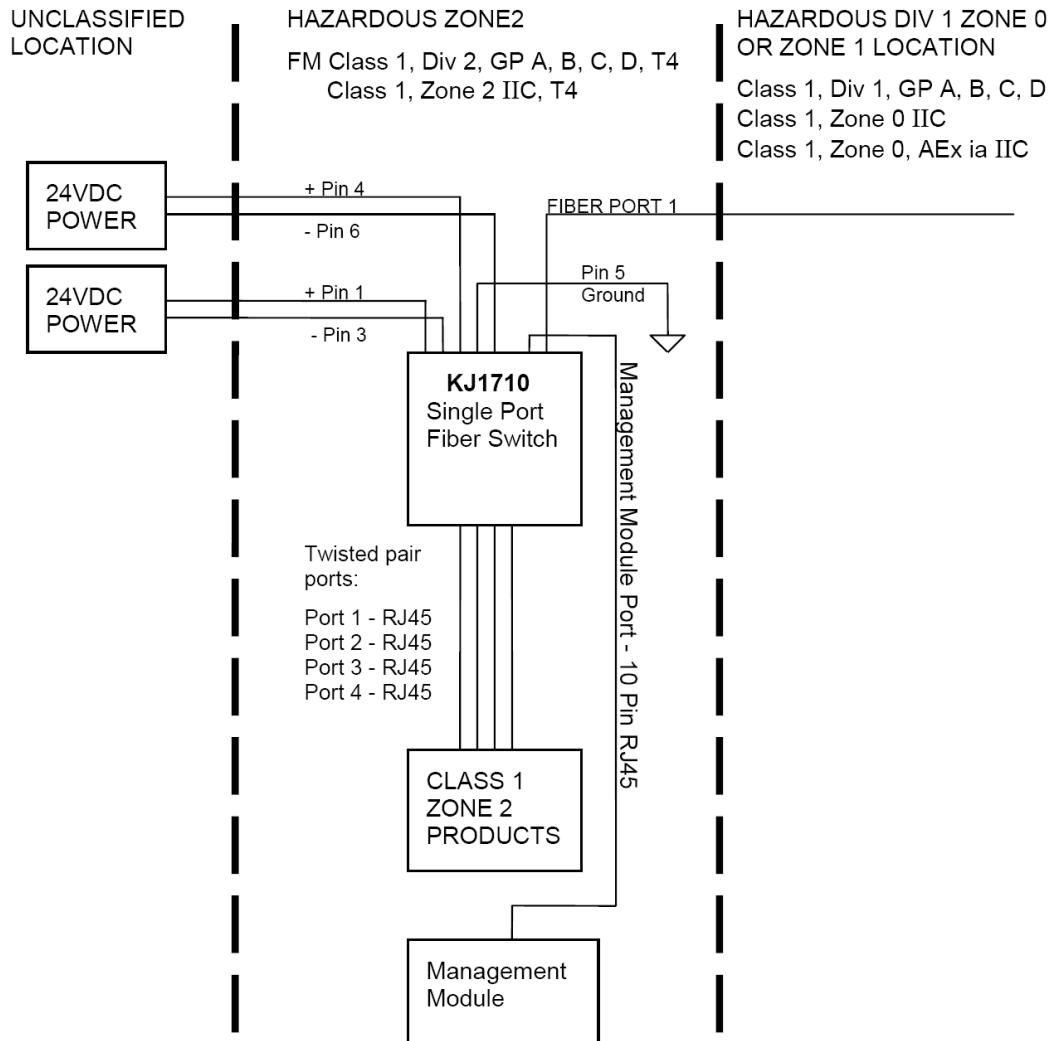 UNCLASSIFIED
LOCATION
HAZARDOUS ZONE2
FM Class 1, Div 2, GP A, B, C, D, T4
Class 1, Zone 2 IIC, T4
HAZARDOUS DIV 1 ZONE 0
OR ZONE 1 LOCATION
Class 1, Div 1, GP A, B, C, D
Class 1, Zone 0 IIC
Class 1, Zone 0, AEx ia IIC
24VDC
POWER
+ Pin 4
- Pin 6
FIBER PORT 1
24VDC
POWER
+ Pin 1
- Pin 3
Pin 5
Ground
KJ1710
Single Port
Fiber Switch
Management Module Port - 10 Pin RJ45
Twisted pair
ports:
Port 1 - RJ45
Port 2 - RJ45
Port 3 - RJ45
Port 4 - RJ45
CLASS 1
ZONE 2
PRODUCTS
Management
Module